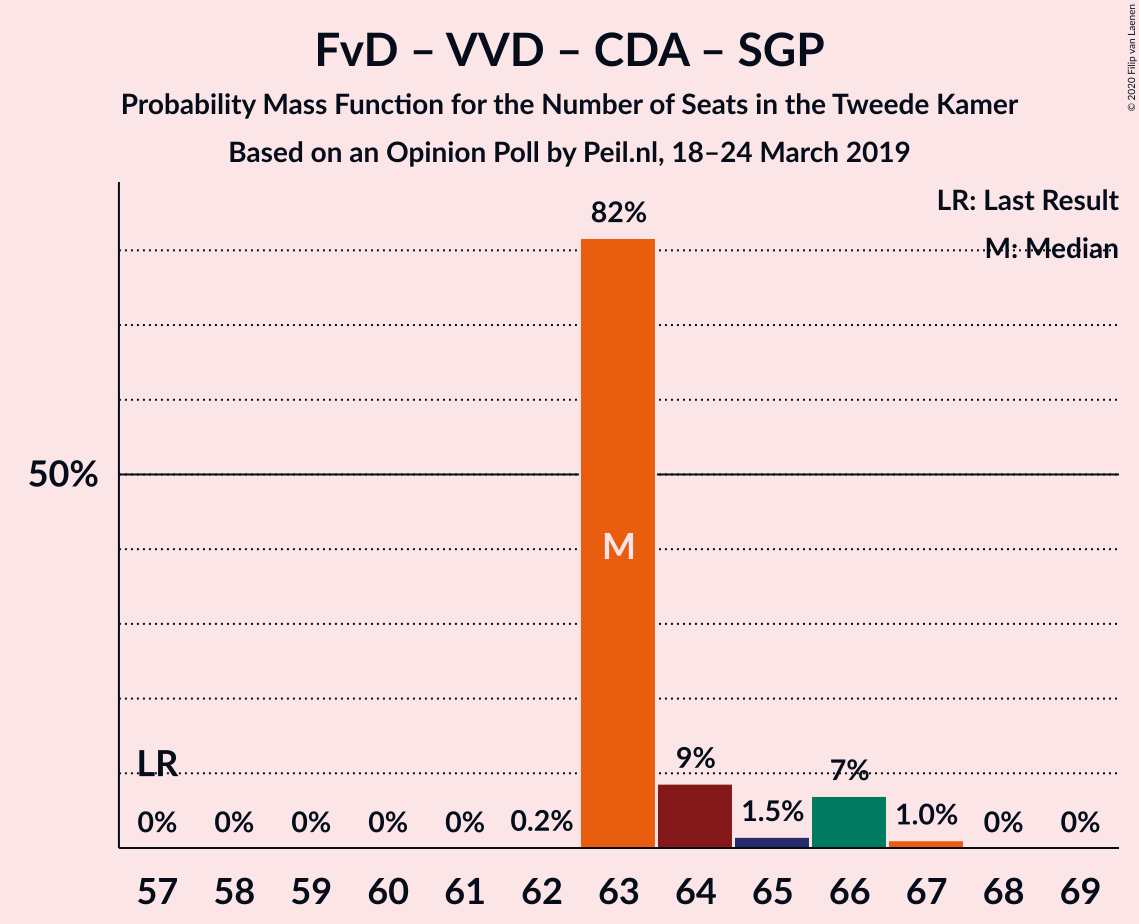 FvD – VVD – CDA – SGP
Probability Mass Function for the Number of Seats in the Tweede Kamer
Based on an Opinion Poll by Peil.nl, 18–24 March 2019
© 2020 Filip van Laenen
LR: Last Result
M: Median
82%
50%
M
LR
9%
7%
0% 0% 0% 0% 0% 0.2% 1.5% 1.0% 0% 0%
57 58 59 60 61 62 63 64 65 66 67 68 69